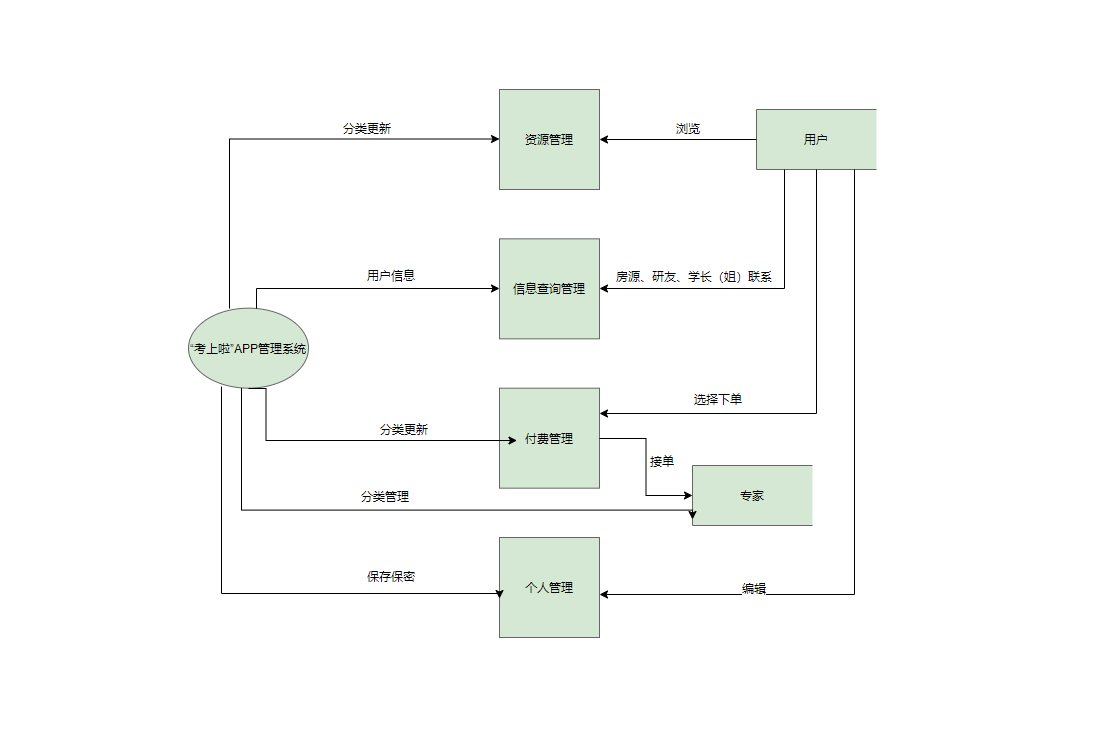 分类更新
资源管理
浏览
用户
用户信息
信息查询管理
房源、研友、学长（姐）联系
“考上啦”APP管理系统
选择下单
分类更新
付费管理
接单
分类管理
专家
保存保密
个人管理
编辑